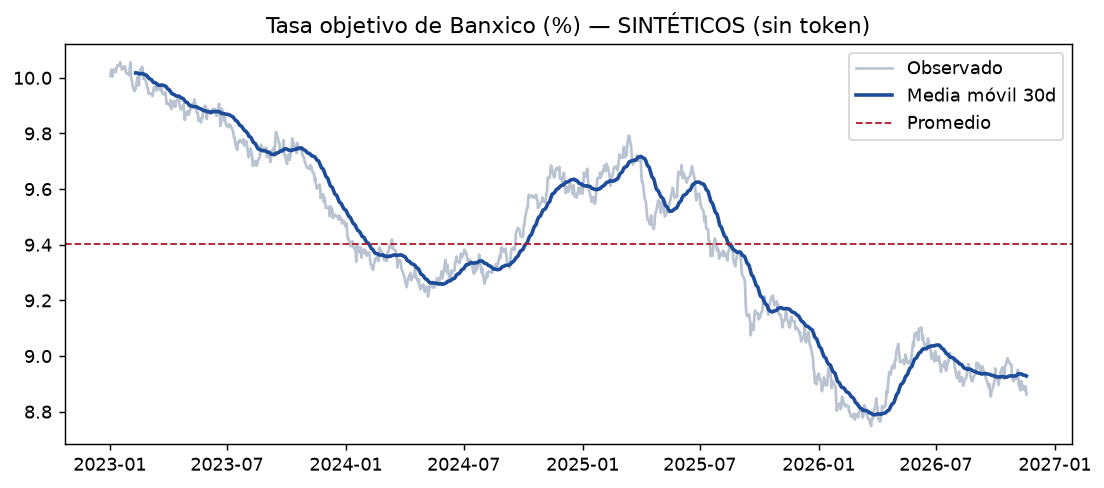 Tasa objetivo de Banxico (%) — SINTÉTICOS (sin token)
Observado
Media móvil 30d
Promedio
10.0
9.8
9.6
9.4
9.2
9.0
8.8
2023-01 2023-07 2024-01 2024-07 2025-01 2025-07 2026-01 2026-07 2027-01